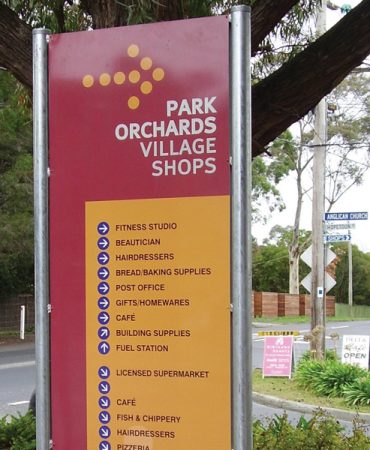 PARK
ORCHARDS
VILLAGE
SHOPS
FITNESS STUDIO
BEAUTICIAN
HAIRDRESSERS
BREAD/BAKING SUPPLIES
POST OFFICE
GIFTS/HOMEWARES
CAFÉ
BUILDING SUPPLIES
FUEL STATION
LICENSED SUPERMARKET
CAFÉ
FISH & CHIPPERY
HAIRDRESSERS
PIZZERIA
ANGLICAN CHURCH
SHOPS
OPEN